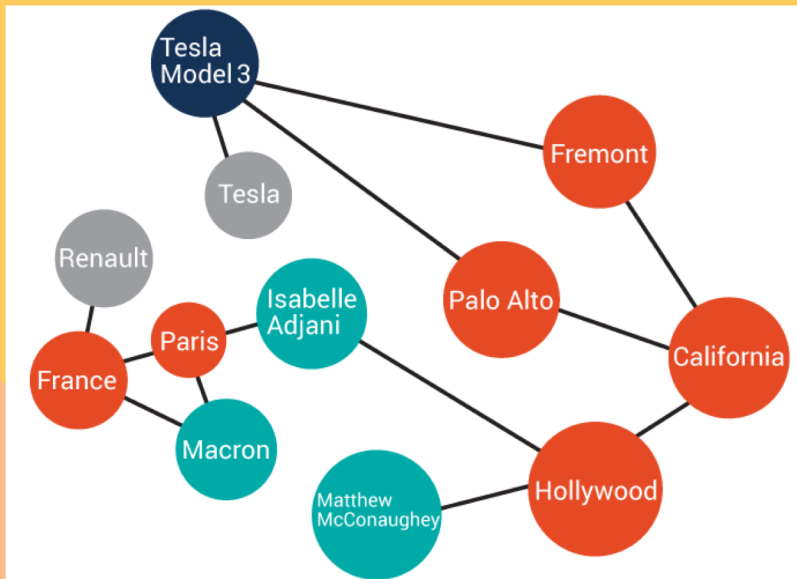 Tesla
Model 3
Fremont
Tesla
Renault
Isabelle
Adjani
Palo Alto
Paris
California
France
Macron
Matthew
McConaughey
Hollywood